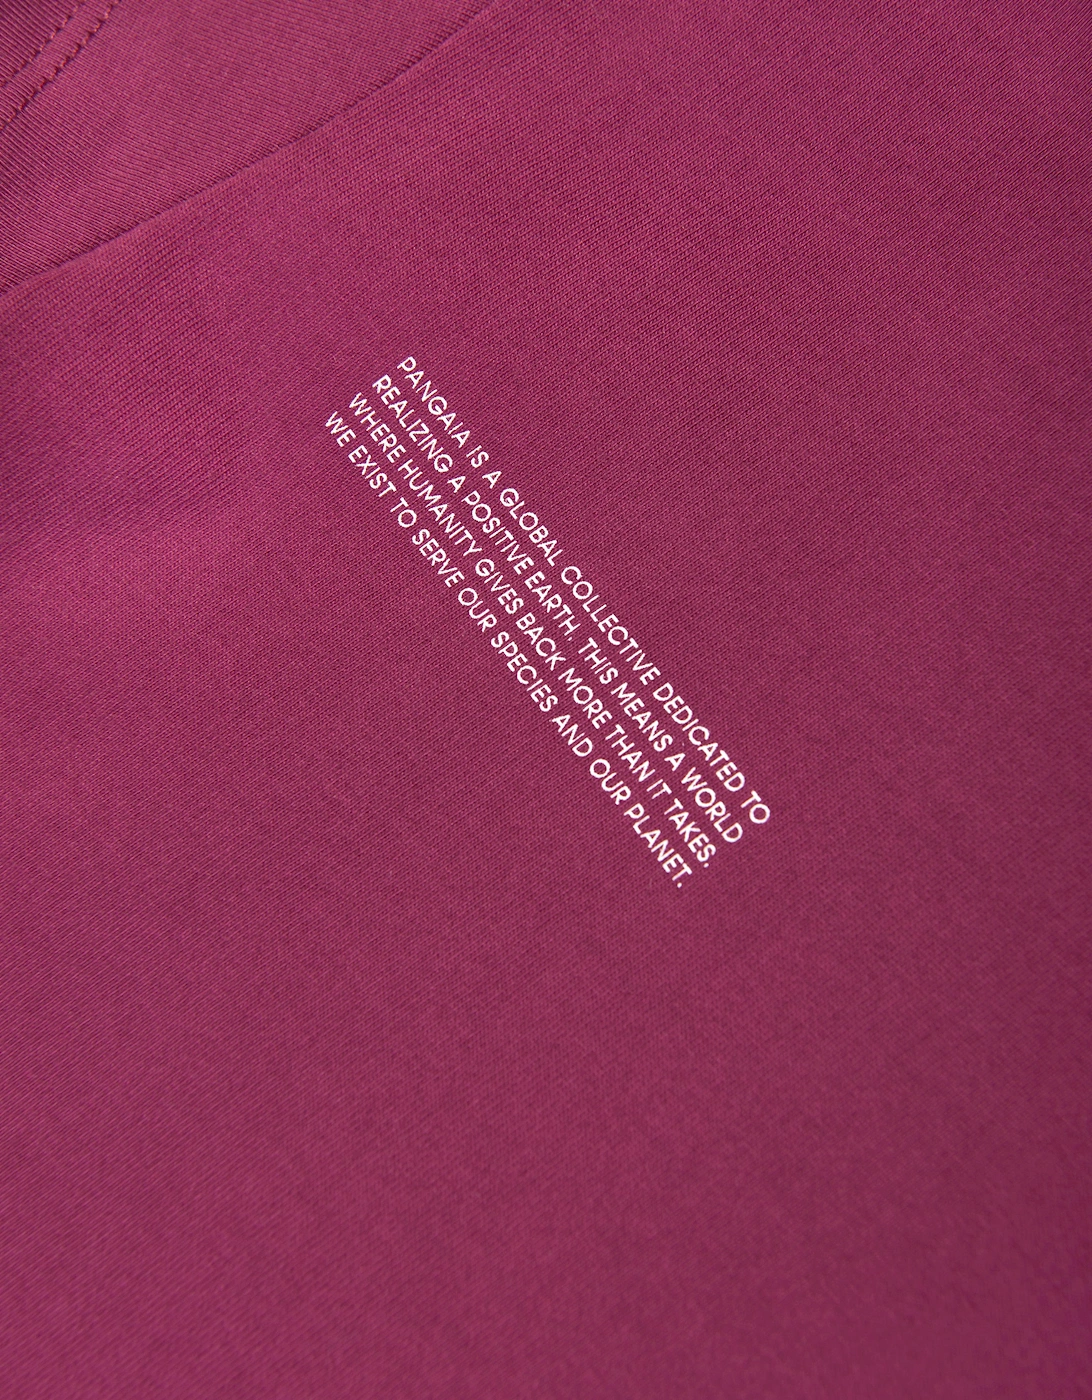 PANGAIA IS A GLOBAL COLLECTIVE DEDICATED TO
REALIZING A POSITIVE EARTH. THIS MEANS A WORLD
WHERE HUMANITY GIVES BACK MORE THAN IT TAKES.
WE EXIST TO SERVE OUR SPECIES AND OUR PLANET.